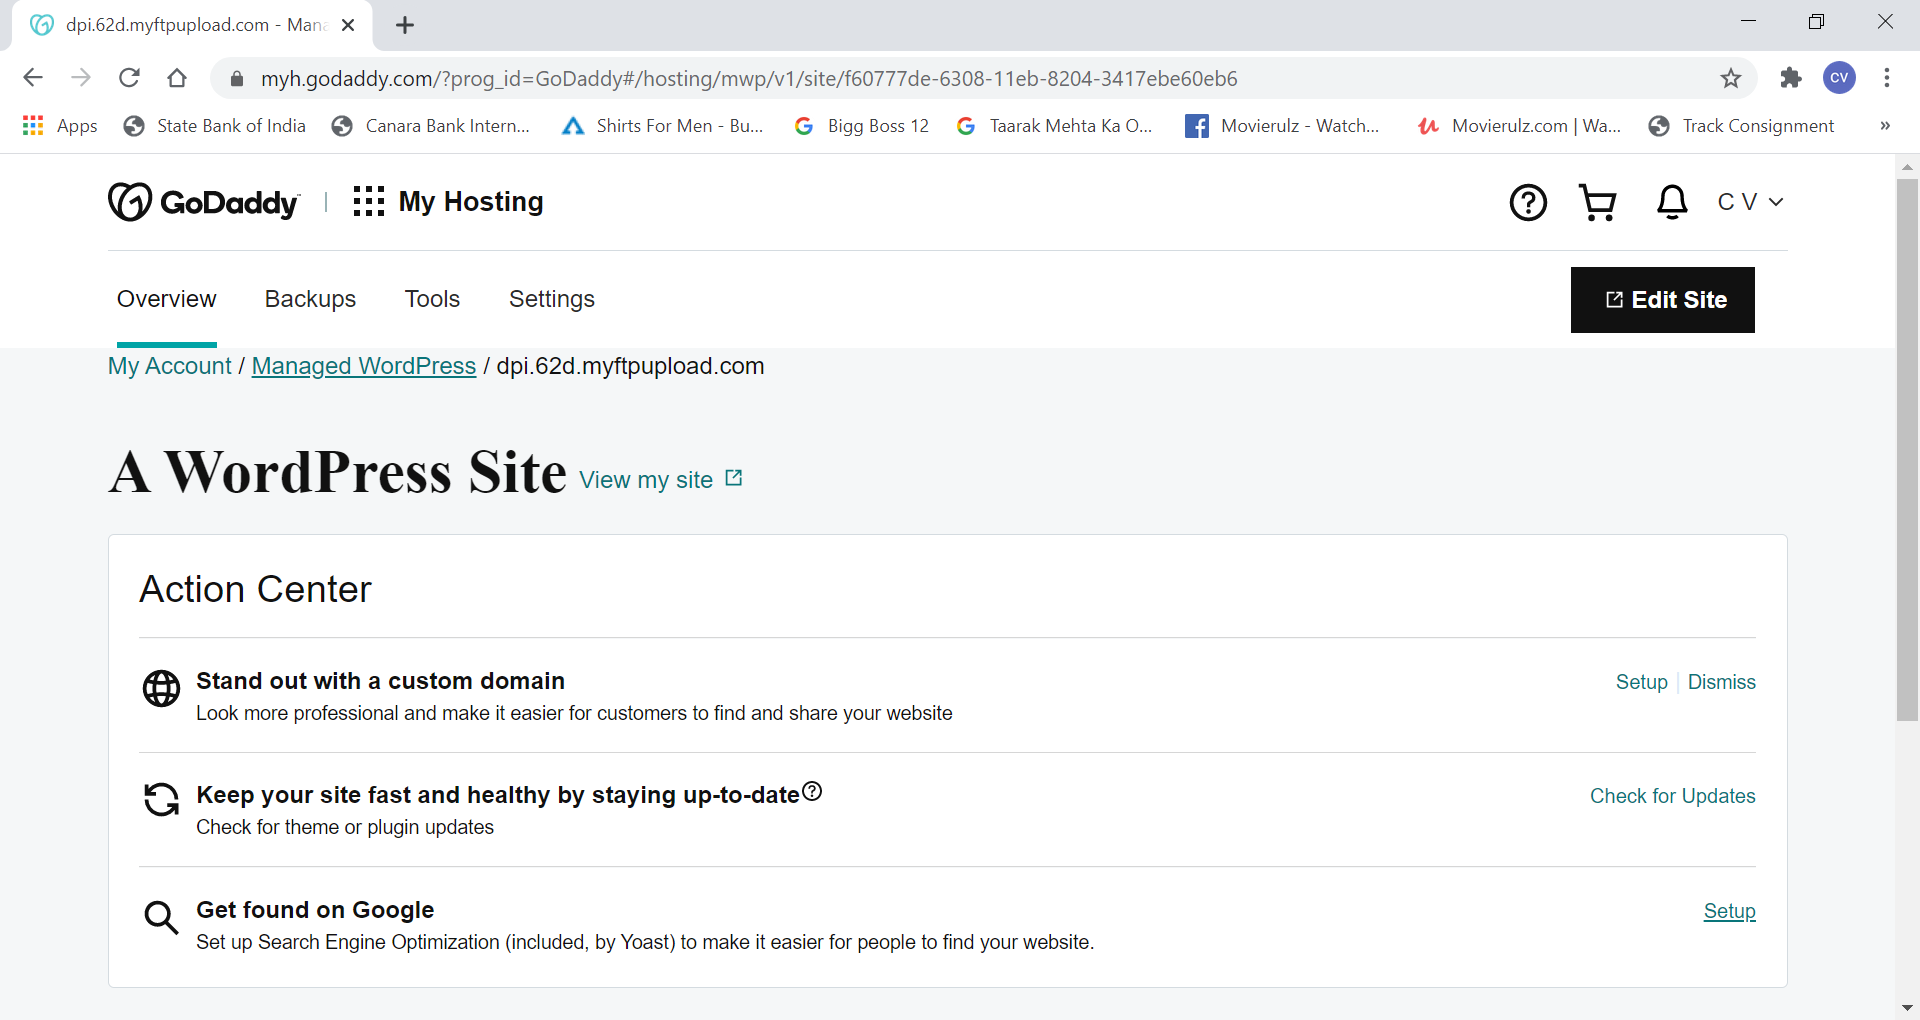 dpi.62d.myftpupload.com - Mana
myh.godaddy.com/?prog_id=GoDaddy#/hosting/mwp/v1/site/f60777de-6308-11eb-8204-3417ebe60eb6
CV
Apps State Bank of India Canara Bank Intern... Shirts For Men - Bu... Bigg Boss 12 Taarak Mehta Ka O... Movierulz - Watch... Movierulz.com | Wa... Track Consignment »
GoDaddy | My Hosting C V
Overview Backups Tools Settings Edit Site
My Account / Managed WordPress / dpi.62d.myftpupload.com
A WordPress Site View my site
Action Center
Stand out with a custom domain
Setup | Dismiss
Look more professional and make it easier for customers to find and share your website
Keep your site fast and healthy by staying up-to-date
Check for Updates
Check for theme or plugin updates
Get found on Google
Setup
Set up Search Engine Optimization (included, by Yoast) to make it easier for people to find your website.